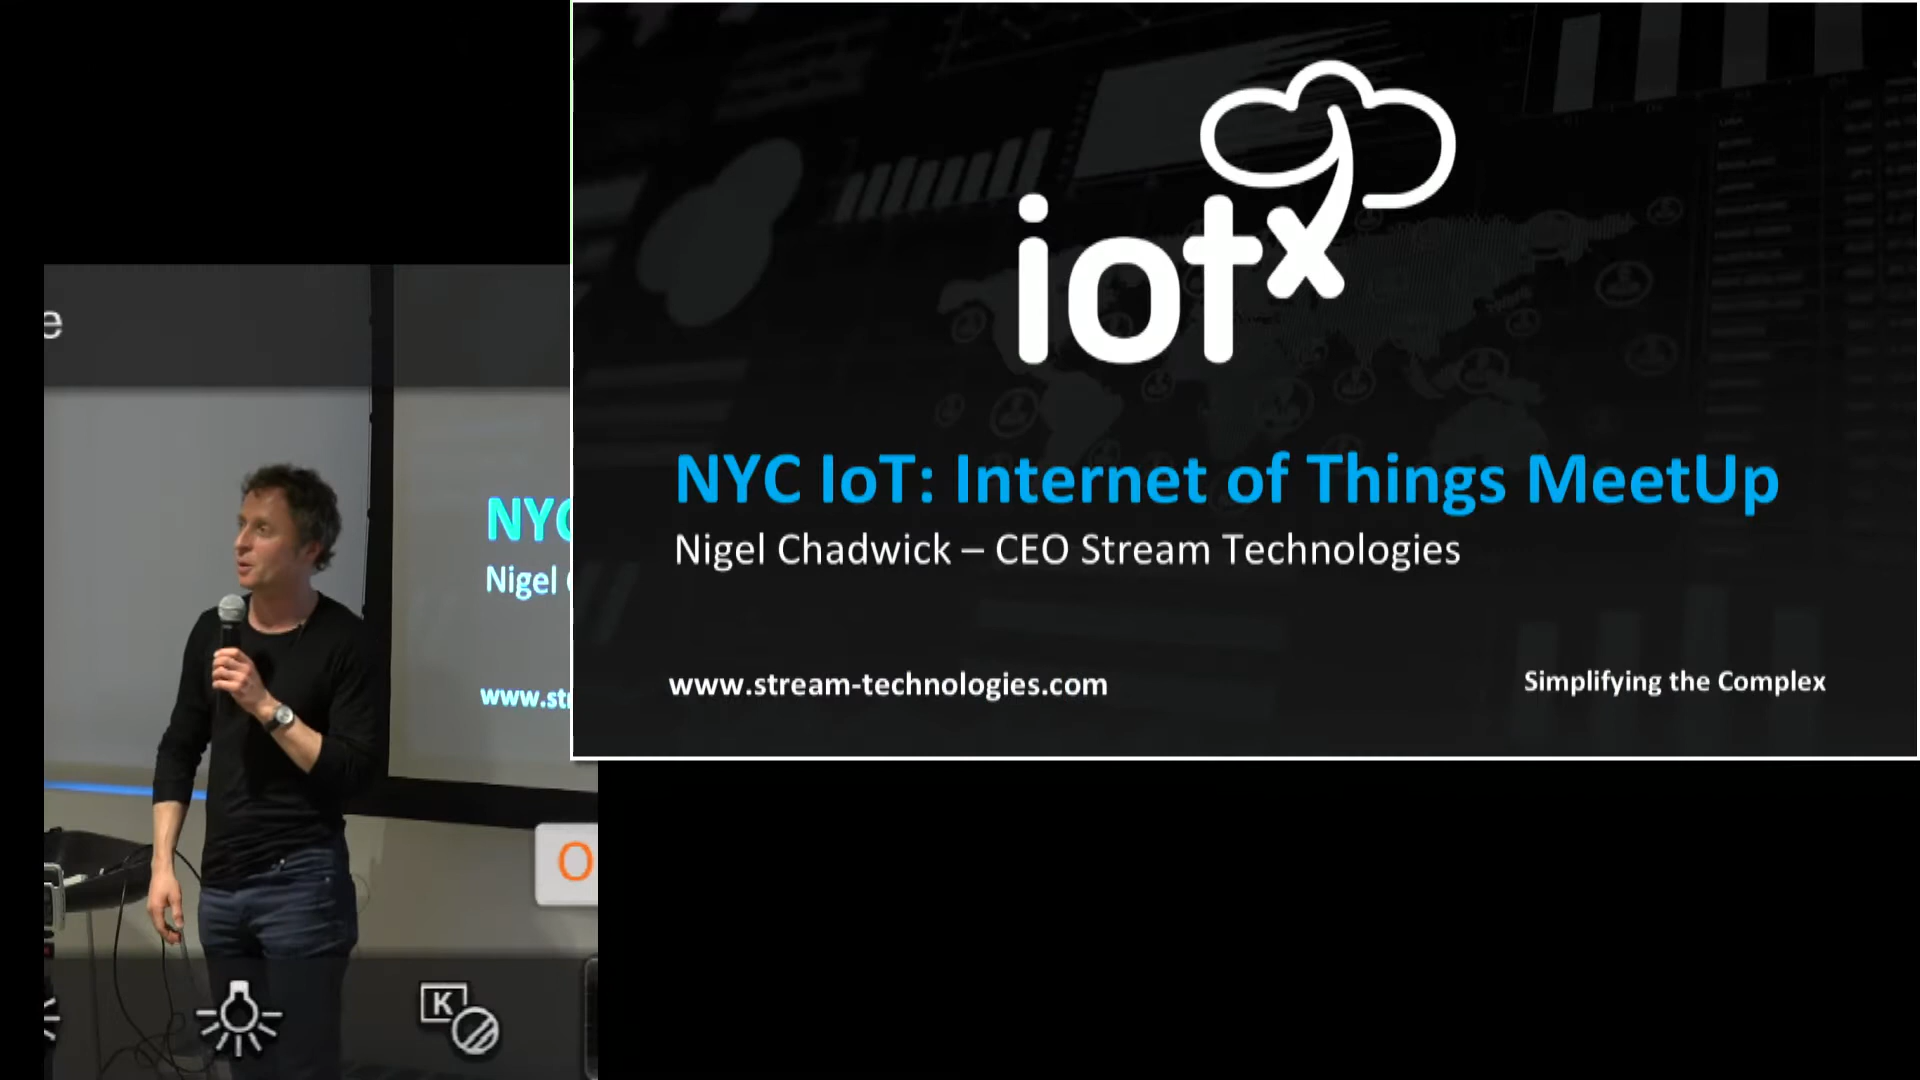 iotx
NYC IoT: Internet of Things MeetUp
Nigel Chadwick – CEO Stream Technologies
www.stream-technologies.com
Simplifying the Complex
e
NYC
Nigel
www.st
O
K